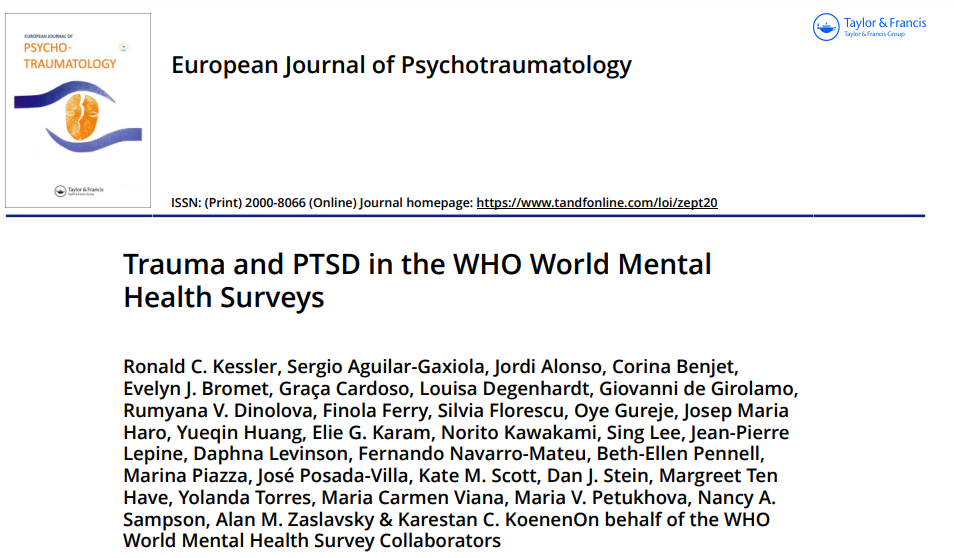 EUROPEAN JOURNAL OF
PSYCHO-
TRAUMATOLOGY
Taylor & Francis
Taylor & Francis
Taylor & Francis Group
European Journal of Psychotraumatology
ISSN: (Print) 2000-8066 (Online) Journal homepage: https://www.tandfonline.com/loi/zept20
Trauma and PTSD in the WHO World Mental
Health Surveys
Ronald C. Kessler, Sergio Aguilar-Gaxiola, Jordi Alonso, Corina Benjet,
Evelyn J. Bromet, Graça Cardoso, Louisa Degenhardt, Giovanni de Girolamo,
Rumyana V. Dinolova, Finola Ferry, Silvia Florescu, Oye Gureje, Josep Maria
Haro, Yueqin Huang, Elie G. Karam, Norito Kawakami, Sing Lee, Jean-Pierre
Lepine, Daphna Levinson, Fernando Navarro-Mateu, Beth-Ellen Pennell,
Marina Piazza, José Posada-Villa, Kate M. Scott, Dan J. Stein, Margreet Ten
Have, Yolanda Torres, Maria Carmen Viana, Maria V. Petukhova, Nancy A.
Sampson, Alan M. Zaslavsky & Karestan C. KoenenOn behalf of the WHO
World Mental Health Survey Collaborators